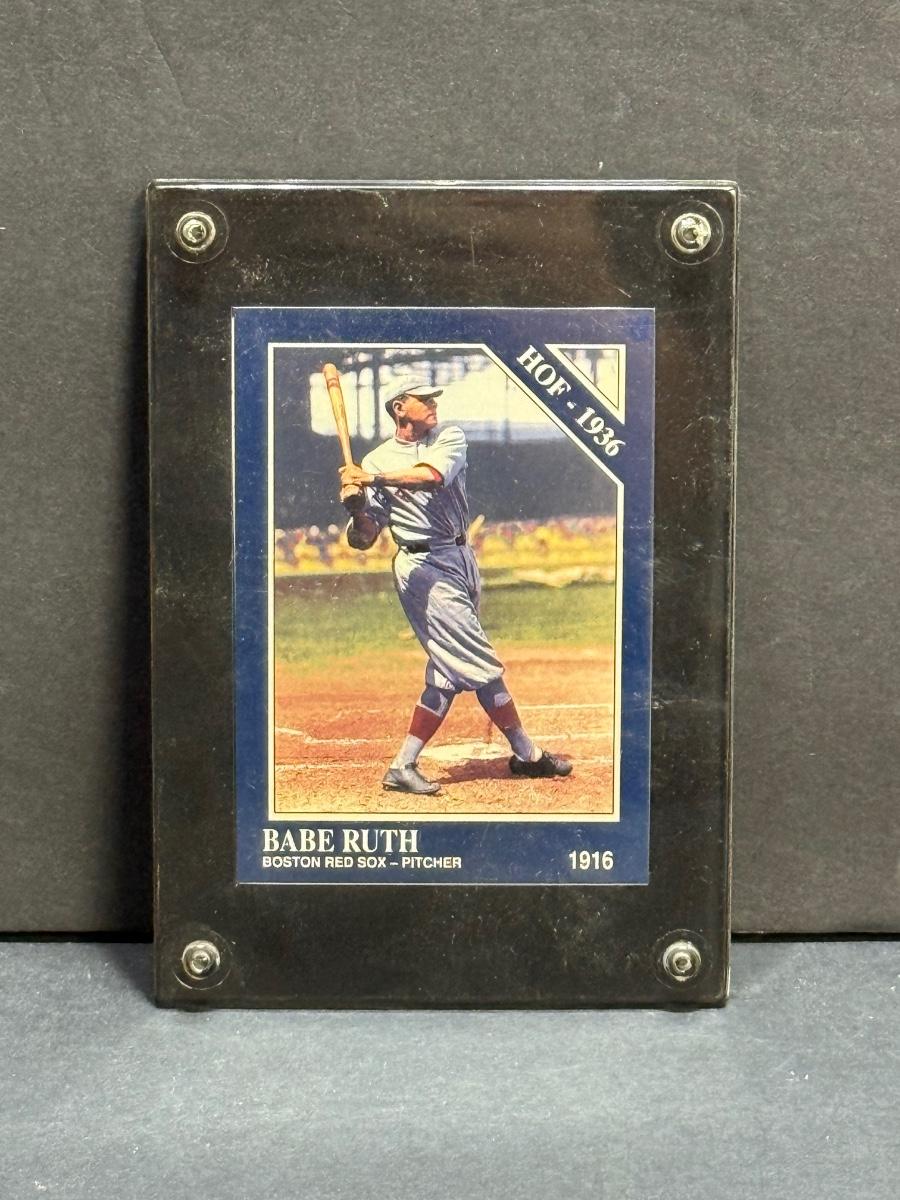 HOF - 1936
BABE RUTH
BOSTON RED SOX – PITCHER
1916